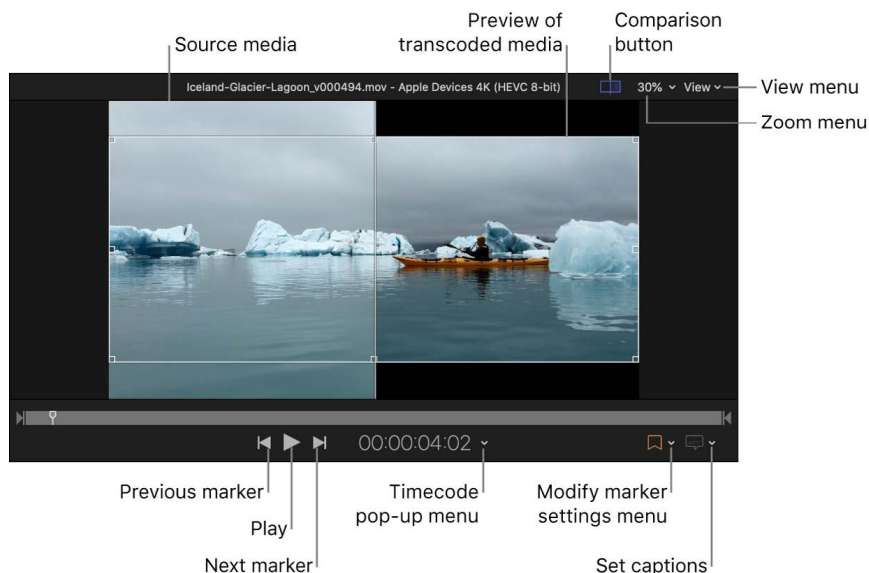 Source media
Preview of
transcoded media
Comparison
button
Iceland-Glacier-Lagoon_v000494.mov - Apple Devices 4K (HEVC 8-bit)
30%
View
View menu
Zoom menu
00:00:04:02
Previous marker
Play
Next marker
Timecode
pop-up menu
Modify marker
settings menu
Set captions